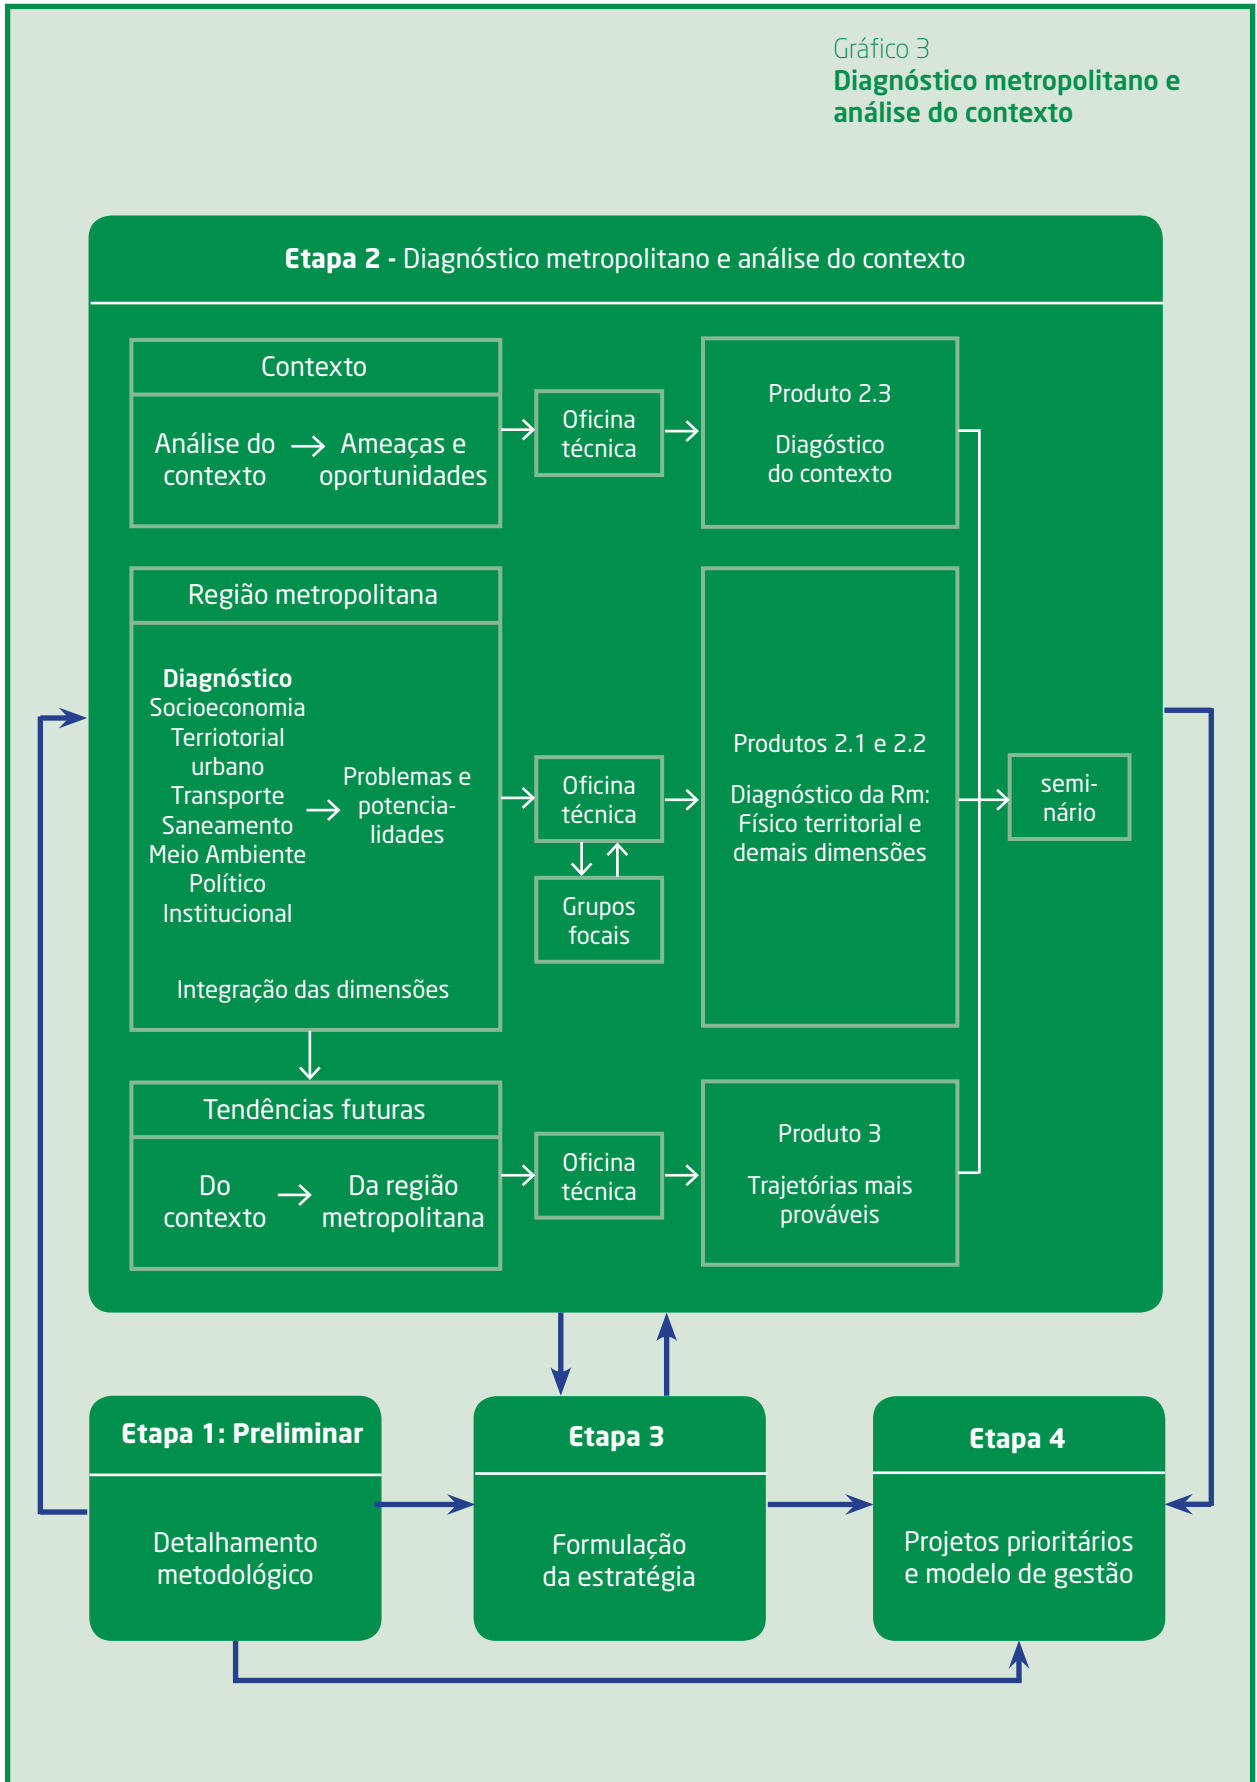 Gráfico 3
Diagnóstico metropolitano e
análise do contexto
Etapa 2 - Diagnóstico metropolitano e análise do contexto
Contexto
Análise do
contexto
Ameaças e
oportunidades
Oficina
técnica
Produto 2.3
Diagóstico
do contexto
Região metropolitana
Diagnóstico
Socioeconomia
Terriotorial
urbano
Transporte
Saneamento
Meio Ambiente
Político
Institucional
Problemas e
potencia-
lidades
Integração das dimensões
Oficina
técnica
Grupos
focais
Produtos 2.1 e 2.2
Diagnóstico da Rm:
Físico territorial e
demais dimensões
semi-
nário
Tendências futuras
Do
contexto
Da região
metropolitana
Oficina
técnica
Produto 3
Trajetórias mais
prováveis
Etapa 1: Preliminar
Detalhamento
metodológico
Etapa 3
Formulação
da estratégia
Etapa 4
Projetos prioritários
e modelo de gestão